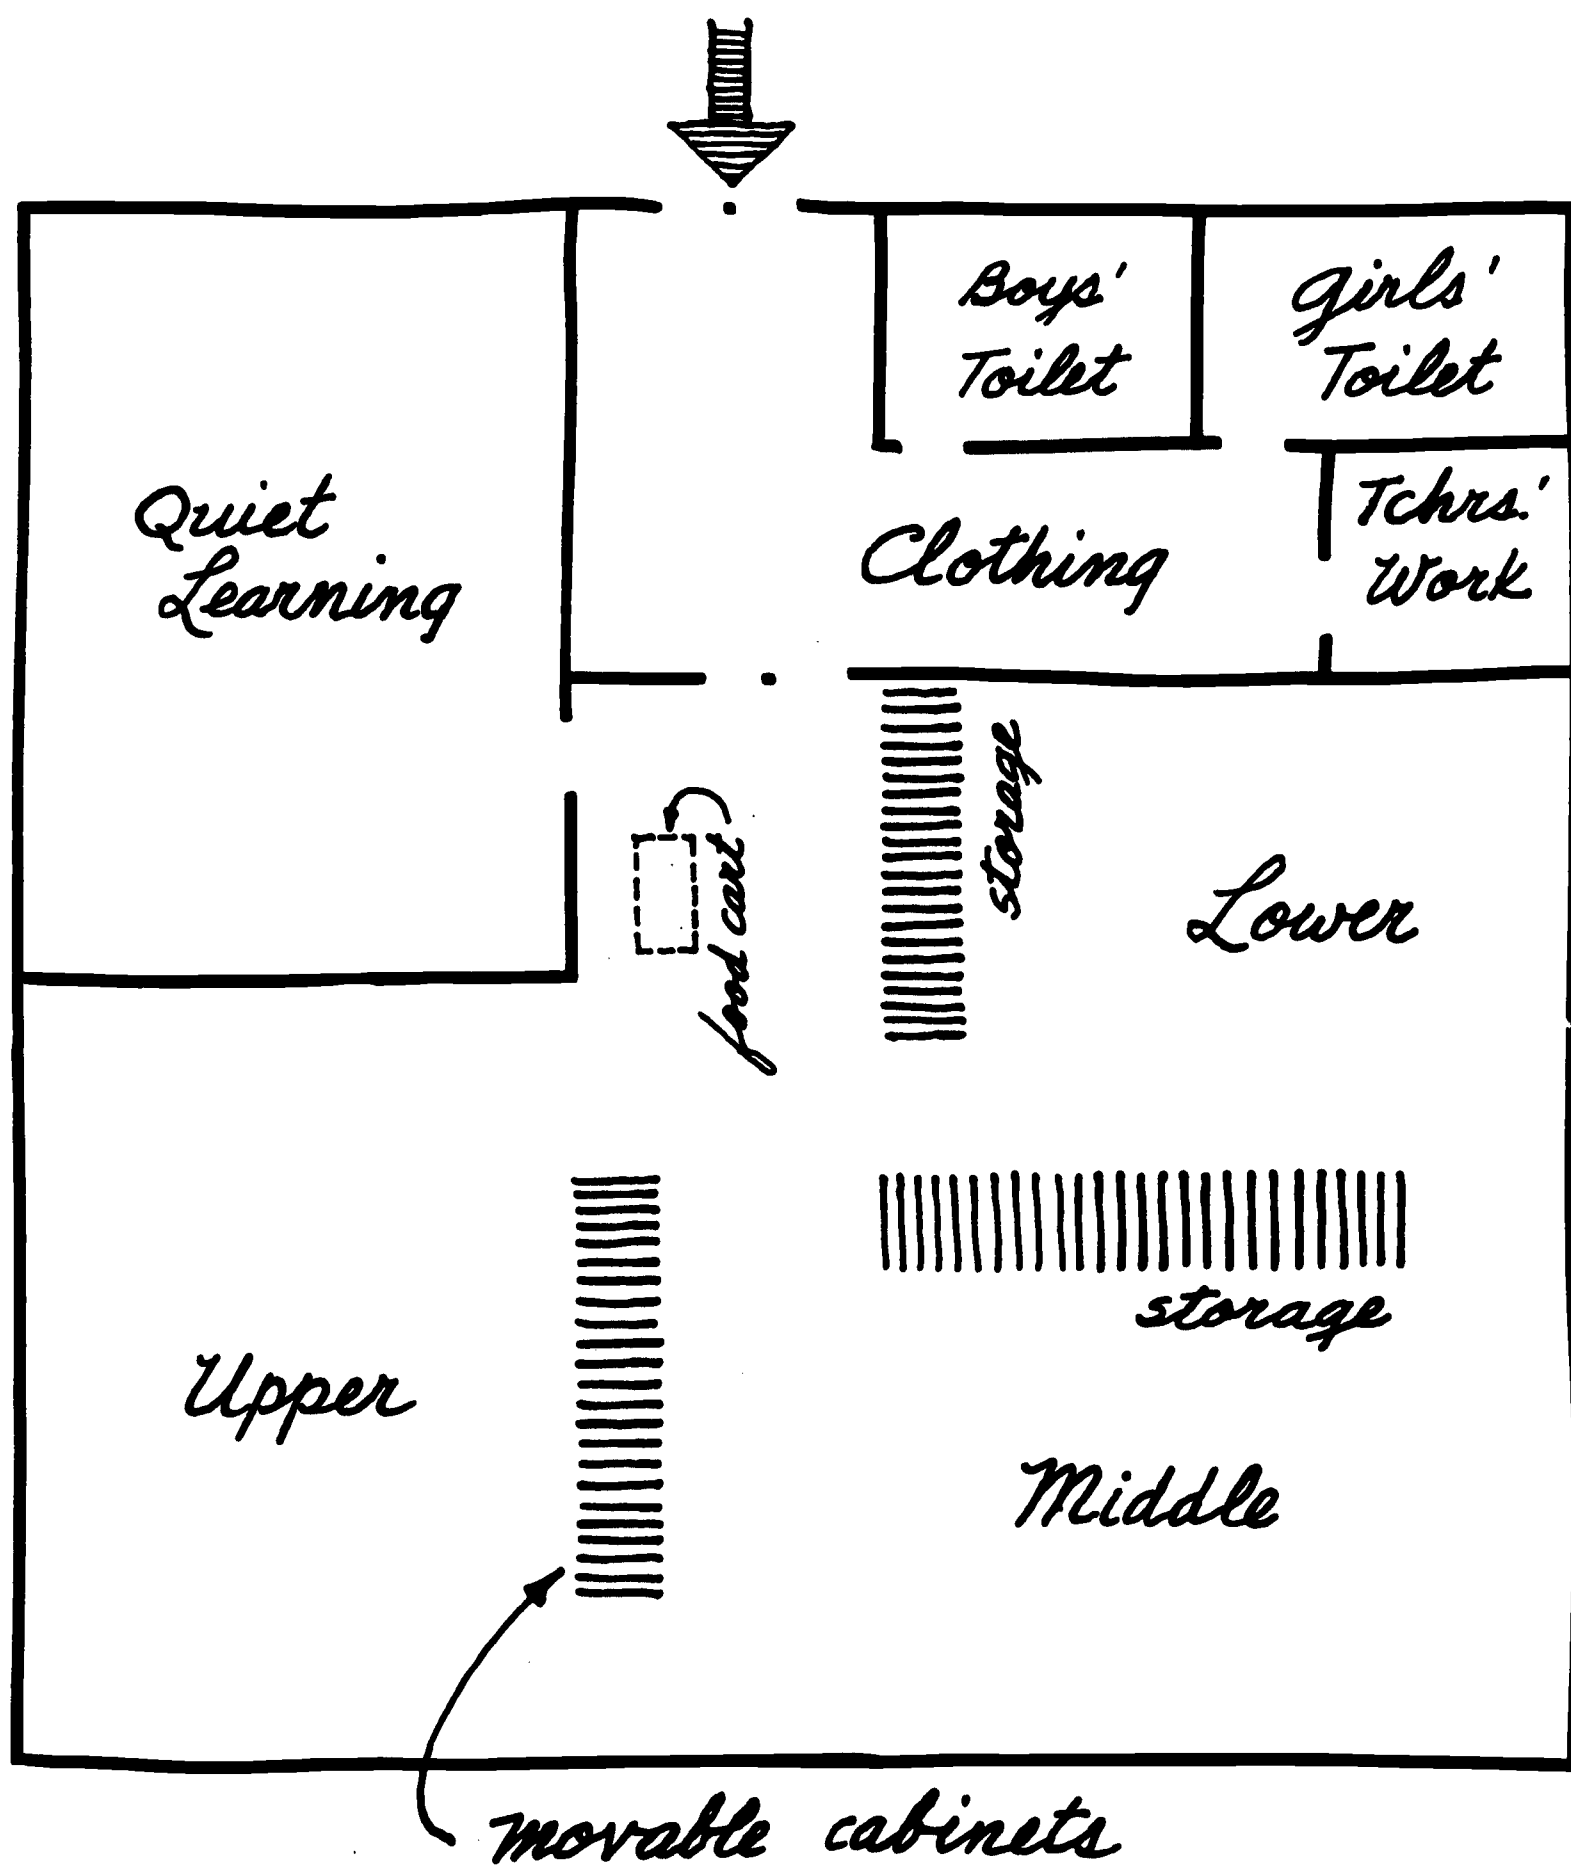 Boys'
Toilet
Girls'
Toilet
Quiet
Learning
Clothing
Tchrs.'
Work
storage
food cart
Lower
storage
Upper
Middle
movable cabinets